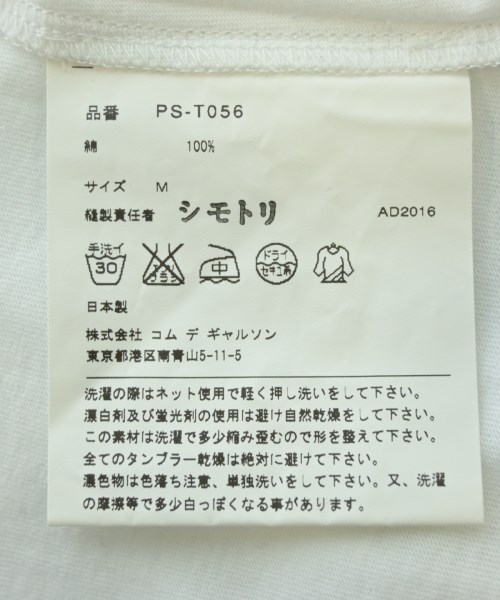 品番 PS-T056
綿 100%
サイズ M
縫製責任者 シモトリ AD2016
手洗イ 30 エンソサラシ 中 ドライ セキユ系
日本製
株式会社 コム デ ギャルソン
東京都港区南青山5-11-5
洗濯の際はネット使用で軽く押し洗いをして下さい。
漂白剤及び蛍光剤の使用は避け自然乾燥をして下さい。
この素材は洗濯で多少縮み歪むので形を整えて下さい。
全てのタンブラー乾燥は絶対に避けて下さい。
濃色物は色落ち注意、単独洗いをして下さい。又、洗濯
の摩擦等で多少白っぽくなる事があります。